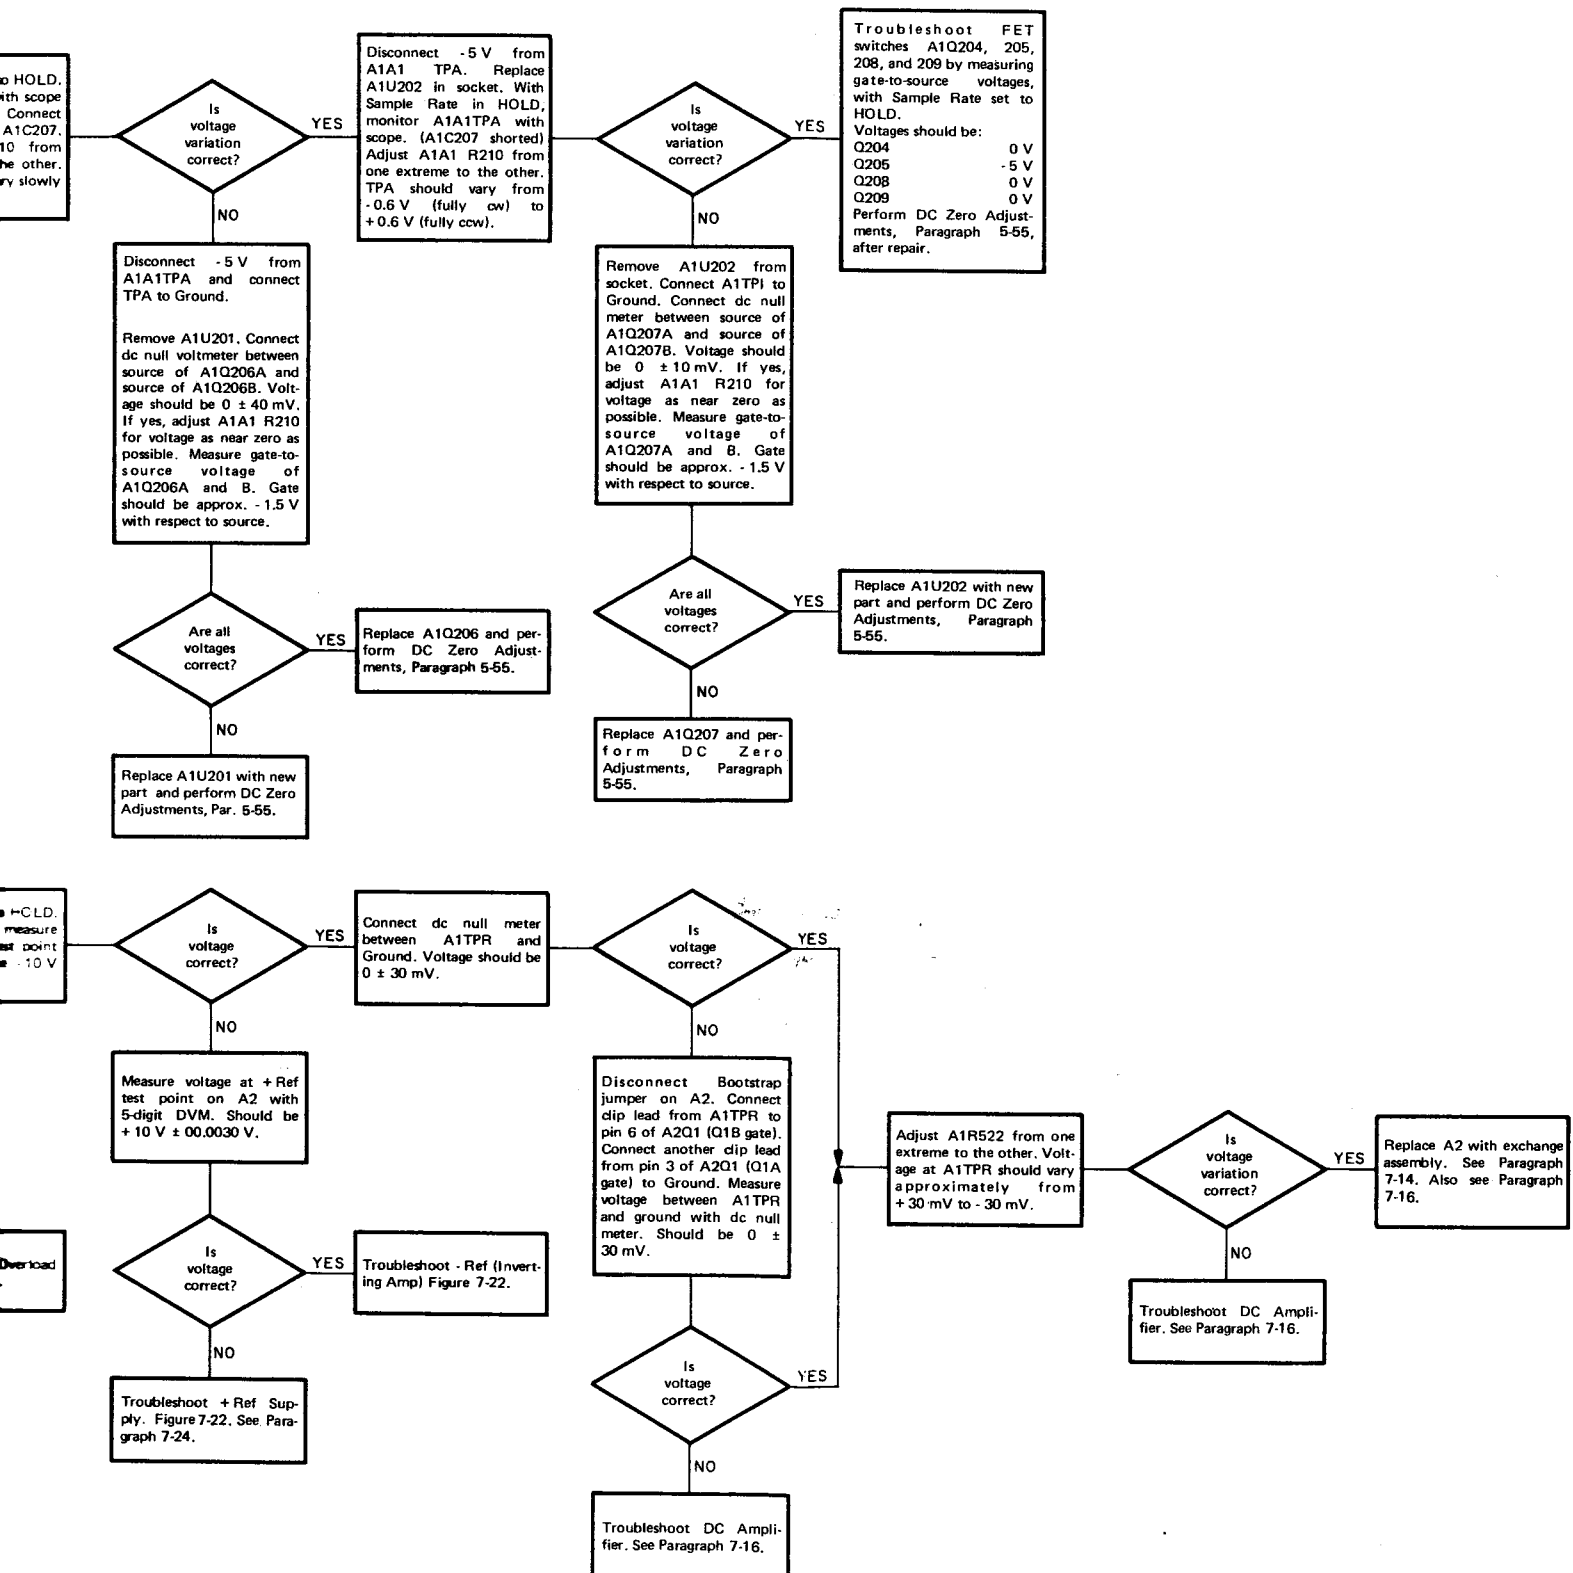 o HOLD.
ith scope
Connect
A1C207.
10 from
he other.
ry slowly
Is
voltage
variation
correct?
YES
NO
Disconnect - 5 V from
A1A1 TPA. Replace
A1U202 in socket. With
Sample Rate in HOLD,
monitor A1A1TPA with
scope. (A1C207 shorted)
Adjust A1A1 R210 from
one extreme to the other.
TPA should vary from
- 0.6 V (fully cw) to
+ 0.6 V (fully ccw).
Is
voltage
variation
correct?
YES
NO
Troubleshoot FET
switches A1Q204, 205,
208, and 209 by measuring
gate-to-source voltages,
with Sample Rate set to
HOLD.
Voltages should be:
Q204 0 V
Q205 - 5 V
Q208 0 V
Q209 0 V
Perform DC Zero Adjust-
ments, Paragraph 5-55,
after repair.
Disconnect - 5 V from
A1A1TPA and connect
TPA to Ground.
Remove A1U201. Connect
dc null voltmeter between
source of A1Q206A and
source of A1Q206B. Volt-
age should be 0 ± 40 mV.
If yes, adjust A1A1 R210
for voltage as near zero as
possible. Measure gate-to-
source voltage of
A1Q206A and B. Gate
should be approx. - 1.5 V
with respect to source.
Remove A1U202 from
socket. Connect A1TPI to
Ground. Connect dc null
meter between source of
A1Q207A and source of
A1Q207B. Voltage should
be 0 ± 10 mV. If yes,
adjust A1A1 R210 for
voltage as near zero as
possible. Measure gate-to-
source voltage of
A1Q207A and B. Gate
should be approx. - 1.5 V
with respect to source.
Are all
voltages
correct?
YES
NO
Replace A1Q206 and per-
form DC Zero Adjust-
ments, Paragraph 5-55.
Are all
voltages
correct?
YES
NO
Replace A1U202 with new
part and perform DC Zero
Adjustments, Paragraph
5-55.
Replace A1U201 with new
part and perform DC Zero
Adjustments, Par. 5-55.
Replace A1Q207 and per-
form DC Zero
Adjustments, Paragraph
5-55.
HOLD.
measure
est point
e - 10 V
Is
voltage
correct?
YES
NO
Connect dc null meter
between A1TPR and
Ground. Voltage should be
0 ± 30 mV.
Is
voltage
correct?
YES
NO
Measure voltage at + Ref
test point on A2 with
5-digit DVM. Should be
+ 10 V ± 00.0030 V.
Disconnect Bootstrap
jumper on A2. Connect
clip lead from A1TPR to
pin 6 of A2Q1 (Q1B gate).
Connect another clip lead
from pin 3 of A2Q1 (Q1A
gate) to Ground. Measure
voltage between A1TPR
and ground with dc null
meter. Should be 0 ±
30 mV.
Adjust A1R522 from one
extreme to the other. Volt-
age at A1TPR should vary
approximately from
+ 30 mV to - 30 mV.
Is
voltage
variation
correct?
YES
NO
Replace A2 with exchange
assembly. See Paragraph
7-14. Also see Paragraph
7-16.
Overload
Is
voltage
correct?
YES
NO
Troubleshoot - Ref (Invert-
ing Amp) Figure 7-22.
Troubleshoot DC Ampli-
fier. See Paragraph 7-16.
Is
voltage
correct?
YES
NO
Troubleshoot + Ref Sup-
ply. Figure 7-22. See Para-
graph 7-24.
Troubleshoot DC Ampli-
fier. See Paragraph 7-16.